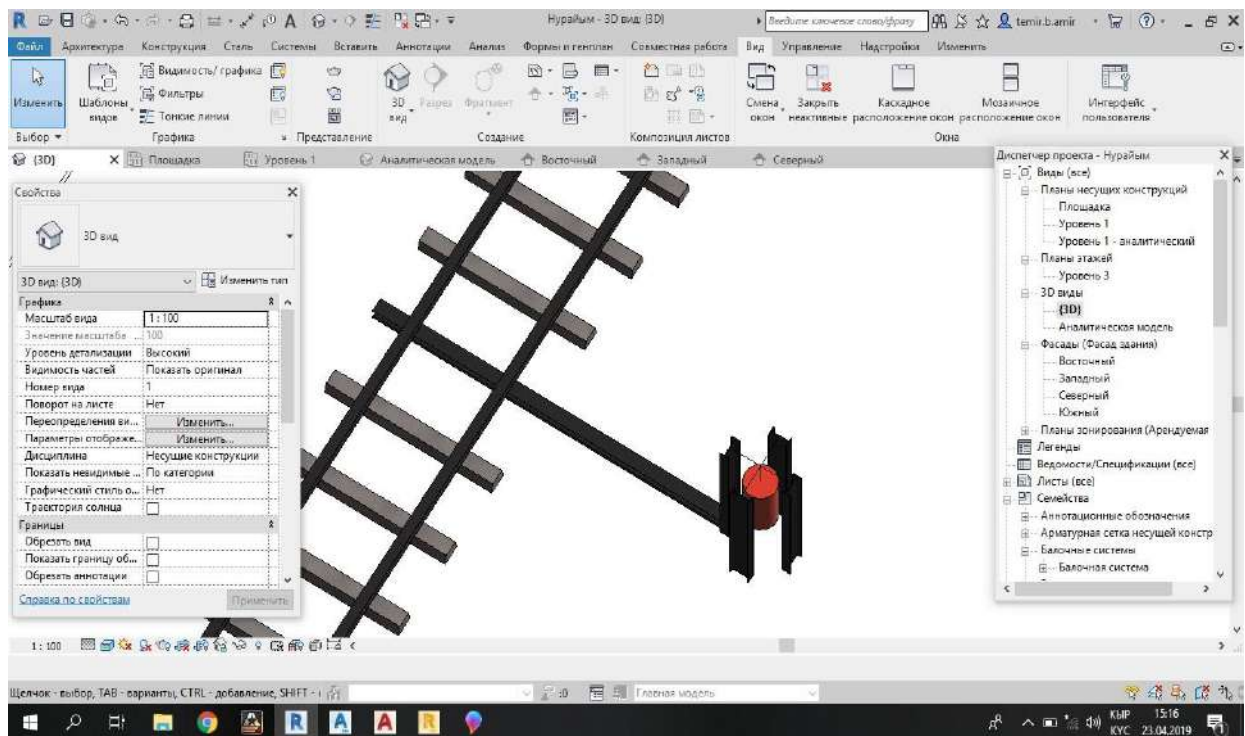 Нурайым - 3D вид: {3D}
Введите ключевое слово/фразу
temir.b.amir
Файл Архитектура Конструкция Сталь Системы Вставить Аннотации Анализ Формы и генплан Совместная работа Вид Управление Надстройки Изменить
Изменить
Шаблоны видов
Видимость/ графика
Фильтры
Тонкие линии
3D вид
Разрез
Фрагмент
Смена окон
Закрыть неактивные
Каскадное расположение окон
Мозаичное расположение окон
Интерфейс пользователя
Выбор
Графика
Представление
Создание
Композиция листов
Окна
{3D}
Площадка
Уровень 1
Аналитическая модель
Восточный
Западный
Северный
Свойства
3D вид
3D вид: {3D}
Изменить тип
Графика
Масштаб вида 1 : 100
Значение масштаба ... 100
Уровень детализации Высокий
Видимость частей Показать оригинал
Номер вида 1
Поворот на листе Нет
Переопределения ви... Изменить...
Параметры отображе... Изменить...
Дисциплина Несущие конструкции
Показать невидимые ... По категории
Графический стиль о... Нет
Траектория солнца
Границы
Обрезать вид
Показать границу об...
Обрезать аннотации
Справка по свойствам
Применить
Диспетчер проекта - Нурайым
Виды (все)
Планы несущих конструкций
Площадка
Уровень 1
Уровень 1 - аналитический
Планы этажей
Уровень 3
3D виды
{3D}
Аналитическая модель
Фасады (Фасад здания)
Восточный
Западный
Северный
Южный
Планы зонирования (Арендуемая
Легенды
Ведомости/Спецификации (все)
Листы (все)
Семейства
Аннотационные обозначения
Арматурная сетка несущей констр
Балочные системы
Балочная система
1 : 100
Щелчок - выбор, TAB - варианты, CTRL - добавление, SHIFT -
:0
Главная модель
КЫР
КYC
15:16
23.04.2019